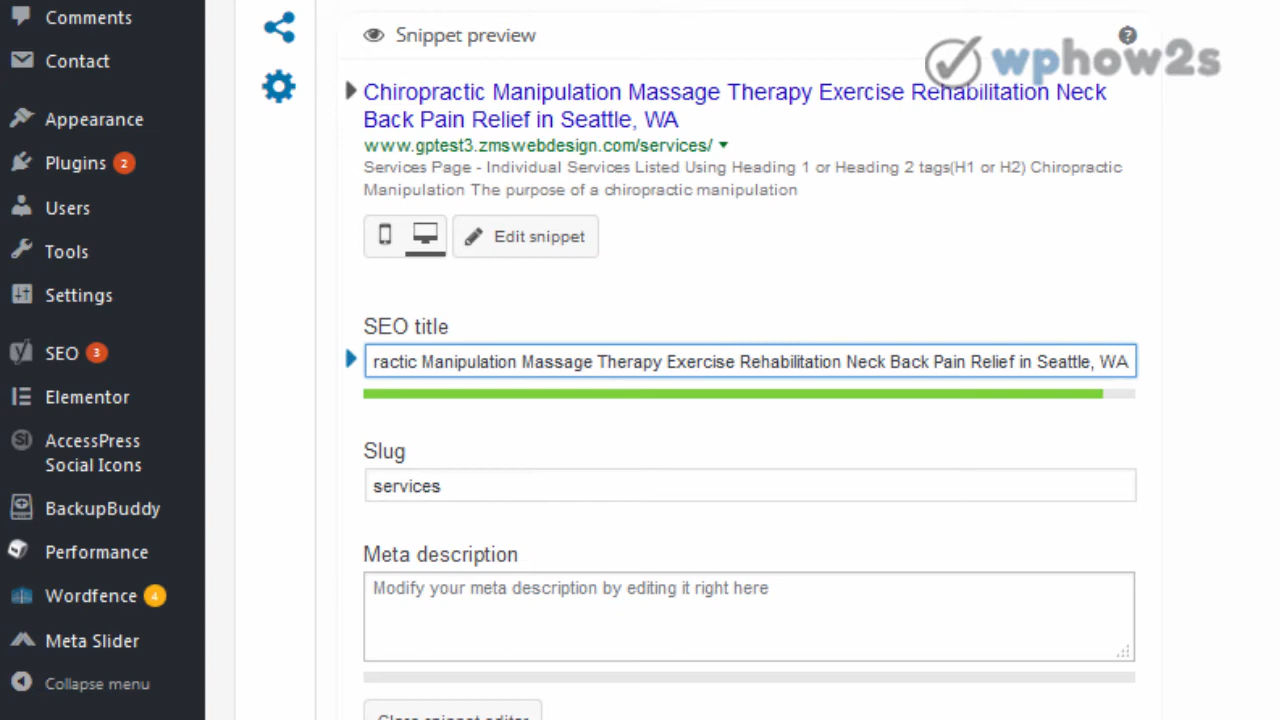 Comments
Contact
Appearance
Plugins 2
Users
Tools
Settings
SEO 3
Elementor
AccessPress
Social Icons
BackupBuddy
Performance
Wordfence 4
Meta Slider
Collapse menu
Snippet preview
?
wphow2s
Chiropractic Manipulation Massage Therapy Exercise Rehabilitation Neck
Back Pain Relief in Seattle, WA
www.gptest3.zmswebdesign.com/services/
Services Page - Individual Services Listed Using Heading 1 or Heading 2 tags(H1 or H2) Chiropractic
Manipulation The purpose of a chiropractic manipulation
Edit snippet
SEO title
ractic Manipulation Massage Therapy Exercise Rehabilitation Neck Back Pain Relief in Seattle, WA
Slug
services
Meta description
Modify your meta description by editing it right here
Close snippet editor